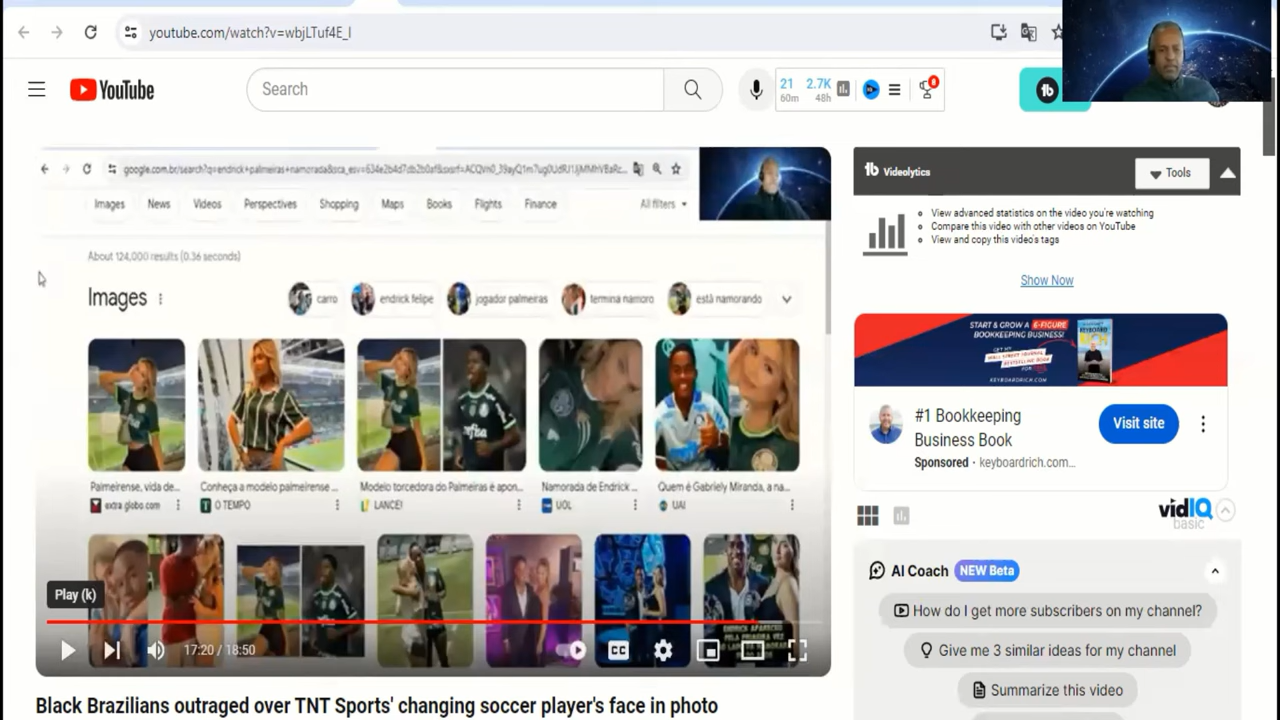 youtube.com/watch?v=wbjLTuf4E_I
YouTube
Search
21
60m
2.7K
48h
Images News Videos Perspectives Shopping Maps Books Flights Finance All filters
About 124,000 results (0.36 seconds)
Images
carro
endrick felipe
jogador palmeiras
termina namoro
está namorando
Palmeirense, vida de...
extra.globo.com
Conheça a modelo palmeirense ...
O TEMPO
Modelo torcedora do Palmeiras é apon...
LANCE!
Namorada de Endrick ...
UOL
Quem é Gabriely Miranda, a na...
UAI
Play (k)
17:20 / 18:50
CC
Black Brazilians outraged over TNT Sports' changing soccer player's face in photo
Videolytics
Tools
View advanced statistics on the video you're watching
Compare this video with other videos on YouTube
View and copy this video's tags
Show Now
START & GROW A 6-FIGURE
BOOKKEEPING BUSINESS!
KEYBOARDRICH.COM
#1 Bookkeeping
Business Book
Sponsored · keyboardrich.com...
Visit site
vidIQ
basic
AI Coach NEW Beta
How do I get more subscribers on my channel?
Give me 3 similar ideas for my channel
Summarize this video